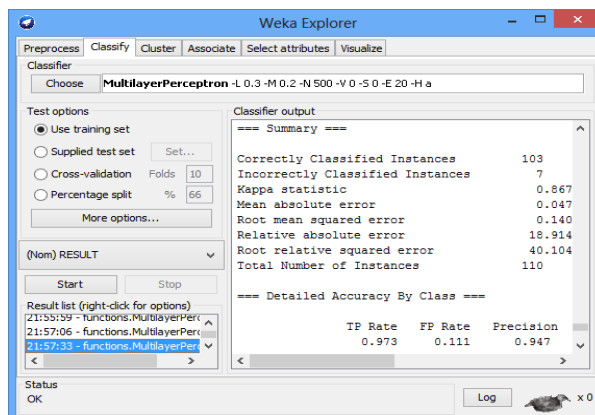 Weka Explorer
Preprocess Classify Cluster Associate Select attributes Visualize
Classifier
Choose MultilayerPerceptron -L 0.3 -M 0.2 -N 500 -V 0 -S 0 -E 20 -H a
Test options
Use training set
Supplied test set Set...
Cross-validation Folds 10
Percentage split % 66
More options...
(Nom) RESULT
Start Stop
Result list (right-click for options)
21:55:59 - functions.MultilayerPerc
21:57:06 - functions.MultilayerPerc
21:57:33 - functions.MultilayerPerc
Classifier output
=== Summary ===
Correctly Classified Instances 103
Incorrectly Classified Instances 7
Kappa statistic 0.867
Mean absolute error 0.047
Root mean squared error 0.140
Relative absolute error 18.914
Root relative squared error 40.104
Total Number of Instances 110
=== Detailed Accuracy By Class ===
TP Rate FP Rate Precision
0.973 0.111 0.947
Status
OK
Log
x 0